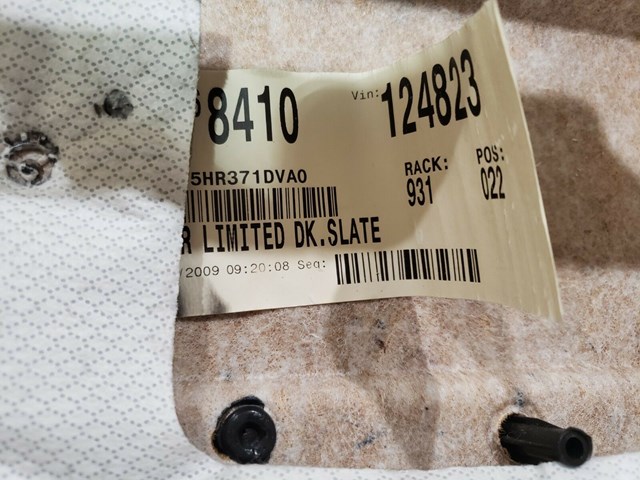 8410 Vin: 124823
5HR371DVA0 RACK: POS:
931 022
R LIMITED DK.SLATE
/2009 09:20:08 Seq: